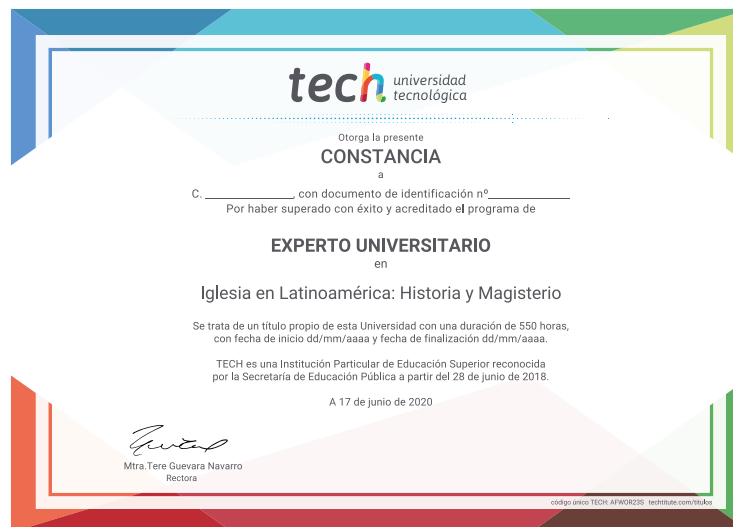 tech universidad
tecnológica
Otorga la presente
CONSTANCIA
a
C. ______________, con documento de identificación nº______________
Por haber superado con éxito y acreditado el programa de
EXPERTO UNIVERSITARIO
en
Iglesia en Latinoamérica: Historia y Magisterio
Se trata de un título propio de esta Universidad con una duración de 550 horas,
con fecha de inicio dd/mm/aaaa y fecha de finalización dd/mm/aaaa.
TECH es una Institución Particular de Educación Superior reconocida
por la Secretaría de Educación Pública a partir del 28 de junio de 2018.
A 17 de junio de 2020
Mtra.Tere Guevara Navarro
Rectora
código único TECH: AFWOR23S techtitute.com/titulos